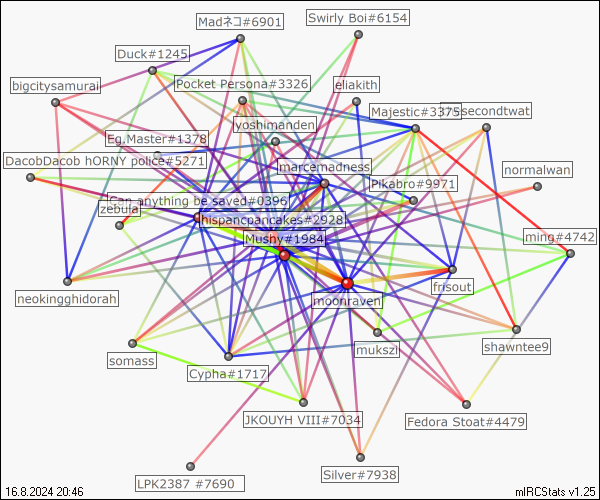 Swirly Boi#6154
Madネコ#6901
Duck#1245
Pocket Persona#3326
eliakith
bigcitysamurai
Majestic#3375
secondtwat
yoshimanden
Eg.Master#1378
DacobDacob hORNY police#5271
marcemadness
normalwan
Pikabro#9971
Can anything be saved#0396
zebula
hispancpancakes#2928
Mushy#1984
ming#4742
frisout
neokingghidorah
moonraven
mukszi
shawntee9
somass
Cypha#1717
JKOUYH VIII#7034
Fedora Stoat#4479
Silver#7938
LPK2387 #7690
16.8.2024 20:46
mIRCStats v1.25